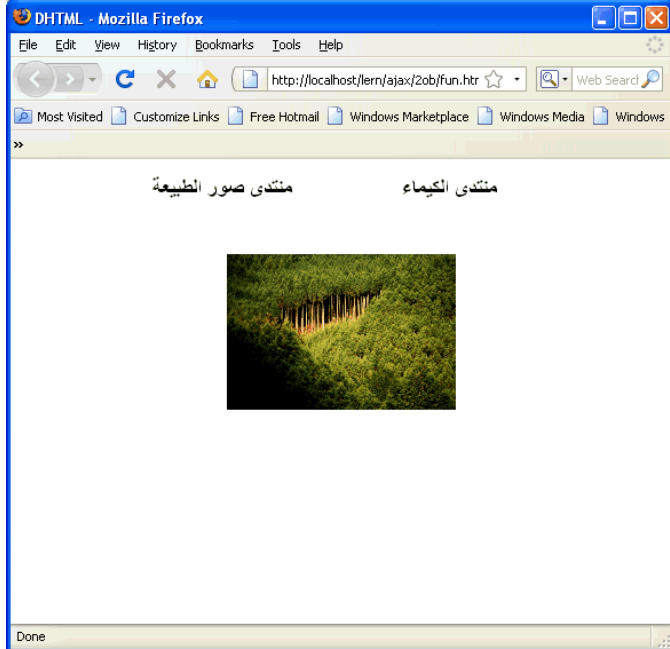 DHTML - Mozilla Firefox
File Edit View History Bookmarks Tools Help
http://localhost/lern/ajax/2ob/fun.htr Web Search
Most Visited Customize Links Free Hotmail Windows Marketplace Windows Media Windows
»
منتدى الكيماء منتدى صور الطبيعة
Done